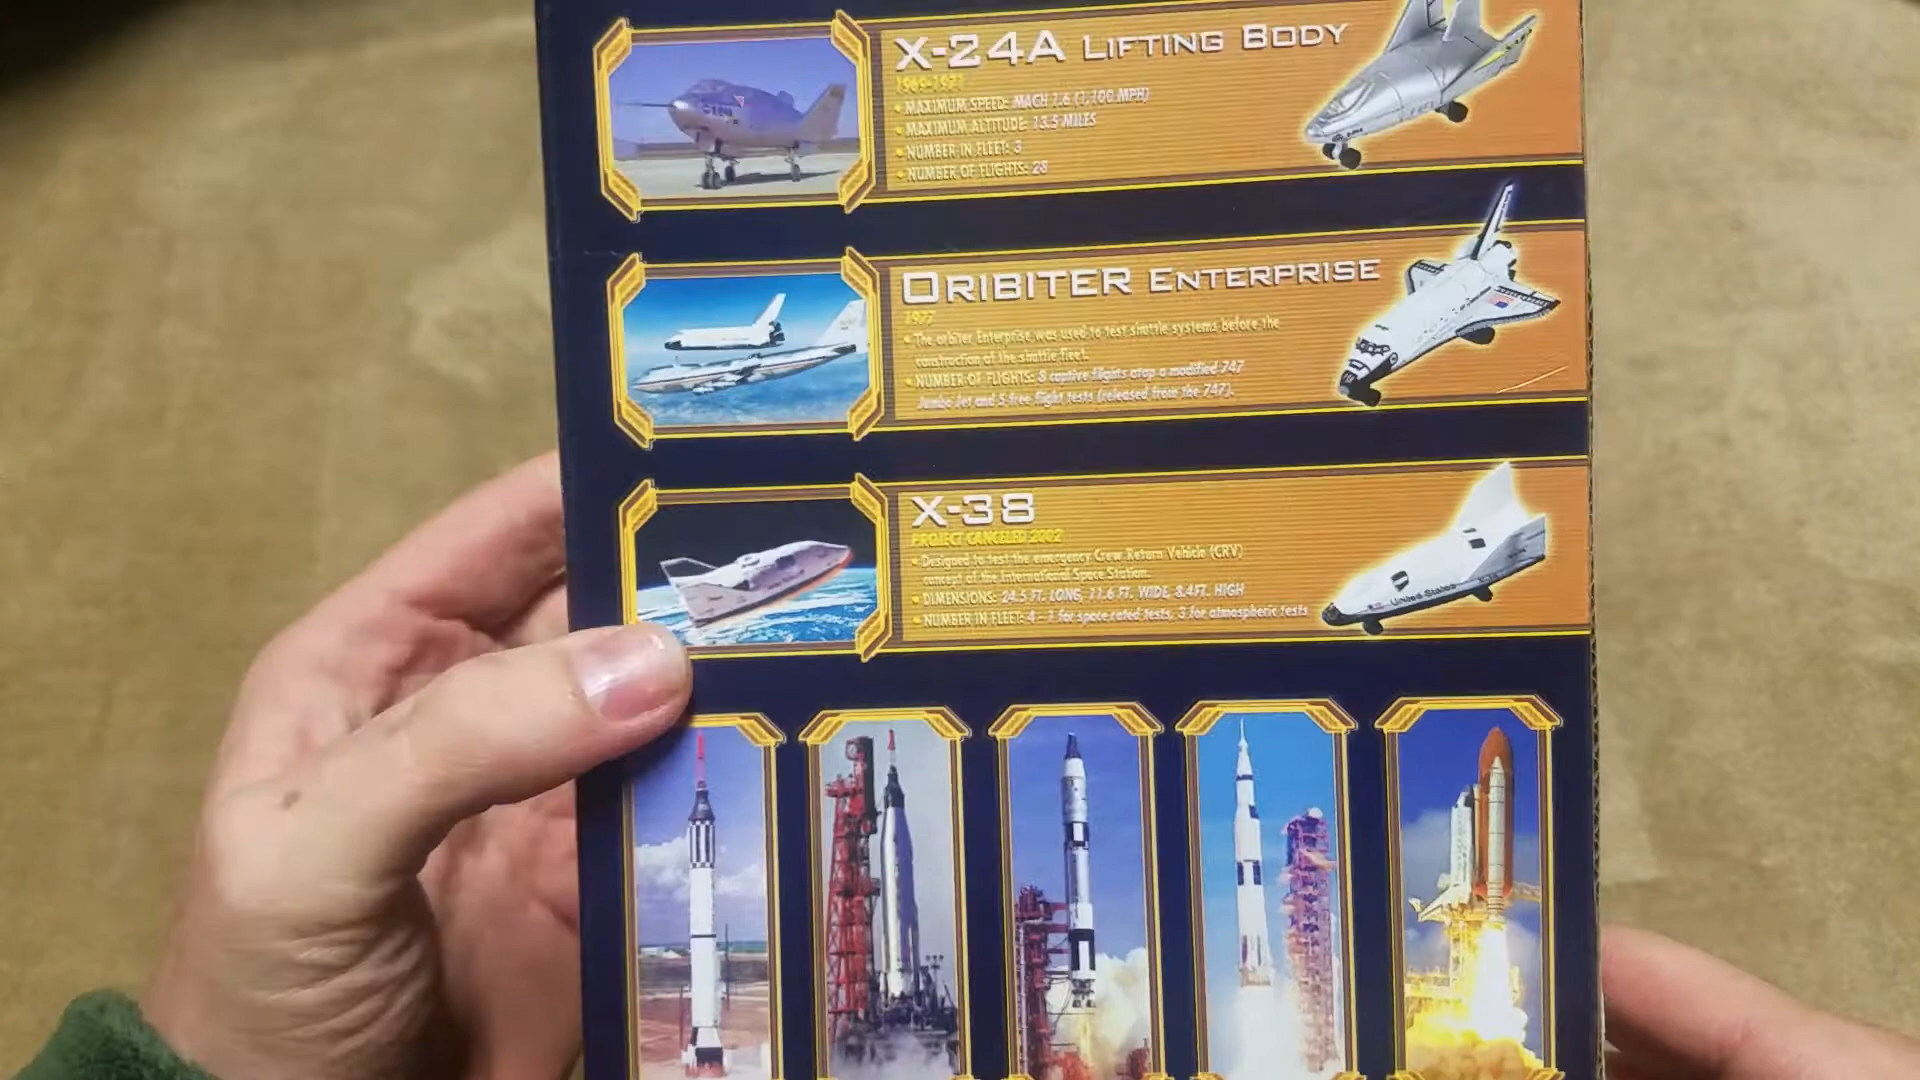 X-24A LIFTING BODY
1969-1971
• MAXIMUM SPEED: MACH 1.6 (1,100 MPH)
• MAXIMUM ALTITUDE: 13.5 MILES
• NUMBER IN FLEET: 3
• NUMBER OF FLIGHTS: 28
ORIBITER ENTERPRISE
1977
• The orbiter Enterprise was used to test shuttle systems before the
construction of the shuttle fleet.
• NUMBER OF FLIGHTS: 8 captive flights atop a modified 747
Jumbo Jet and 5 free flight tests (released from the 747).
X-38
PROJECT CANCELED 2002
• Designed to test the emergency Crew Return Vehicle (CRV)
concept of the International Space Station.
• DIMENSIONS: 24.5 FT. LONG, 11.6 FT. WIDE, 8.4FT. HIGH
• NUMBER IN FLEET: 4 - 1 for space rated tests, 3 for atmospheric tests
United States